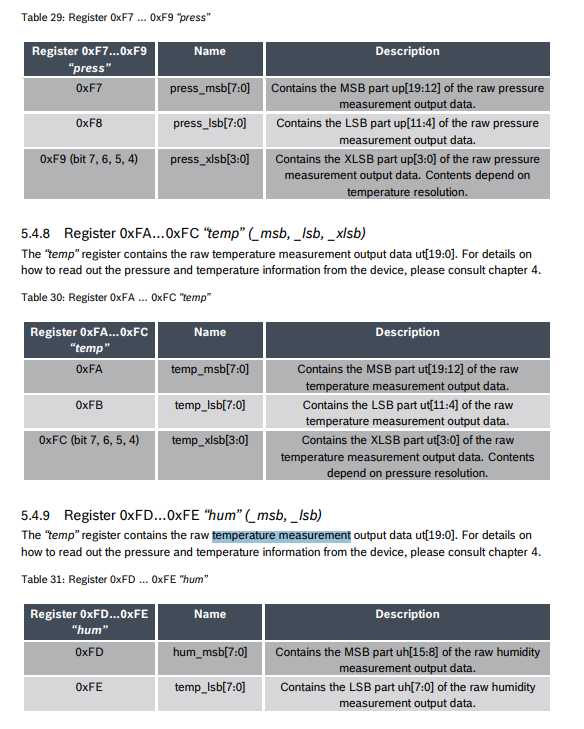 Table 29: Register 0xF7 … 0xF9 “press”
Register 0xF7…0xF9 Name Description
“press”
0xF7 press_msb[7:0] Contains the MSB part up[19:12] of the raw pressure
measurement output data.
0xF8 press_lsb[7:0] Contains the LSB part up[11:4] of the raw pressure
measurement output data.
0xF9 (bit 7, 6, 5, 4) press_xlsb[3:0] Contains the XLSB part up[3:0] of the raw pressure
measurement output data. Contents depend on
temperature resolution.
5.4.8 Register 0xFA…0xFC “temp” (_msb, _lsb, _xlsb)
The “temp” register contains the raw temperature measurement output data ut[19:0]. For details on
how to read out the pressure and temperature information from the device, please consult chapter 4.
Table 30: Register 0xFA … 0xFC “temp”
Register 0xFA…0xFC Name Description
“temp”
0xFA temp_msb[7:0] Contains the MSB part ut[19:12] of the raw
temperature measurement output data.
0xFB temp_lsb[7:0] Contains the LSB part ut[11:4] of the raw
temperature measurement output data.
0xFC (bit 7, 6, 5, 4) temp_xlsb[3:0] Contains the XLSB part ut[3:0] of the raw
temperature measurement output data. Contents
depend on pressure resolution.
5.4.9 Register 0xFD…0xFE “hum” (_msb, _lsb)
The “temp” register contains the raw temperature measurement output data ut[19:0]. For details on
how to read out the pressure and temperature information from the device, please consult chapter 4.
Table 31: Register 0xFD … 0xFE “hum”
Register 0xFD…0xFE Name Description
“hum”
0xFD hum_msb[7:0] Contains the MSB part uh[15:8] of the raw humidity
measurement output data.
0xFE temp_lsb[7:0] Contains the LSB part uh[7:0] of the raw humidity
measurement output data.